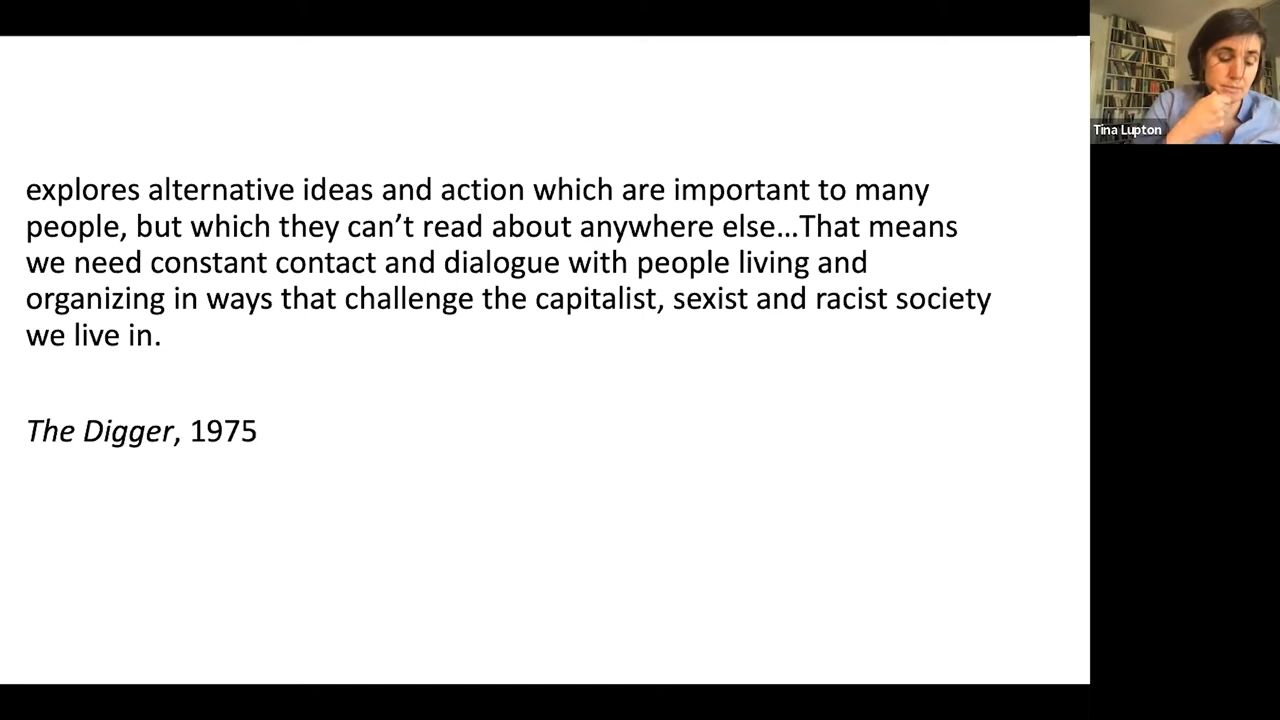 explores alternative ideas and action which are important to many
people, but which they can’t read about anywhere else…That means
we need constant contact and dialogue with people living and
organizing in ways that challenge the capitalist, sexist and racist society
we live in.
The Digger, 1975
Tina Lupton